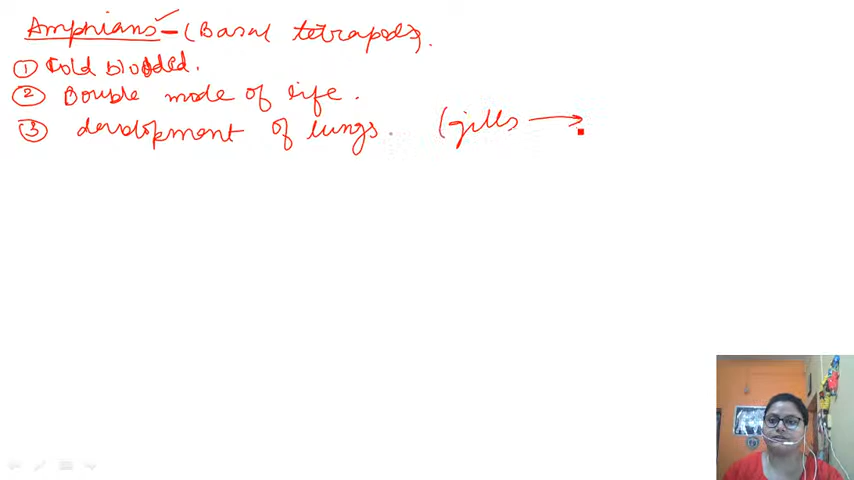 Amphians - (Basal tetrapods).
① Cold blooded.
② Double mode of life.
③ development of lungs (gills →